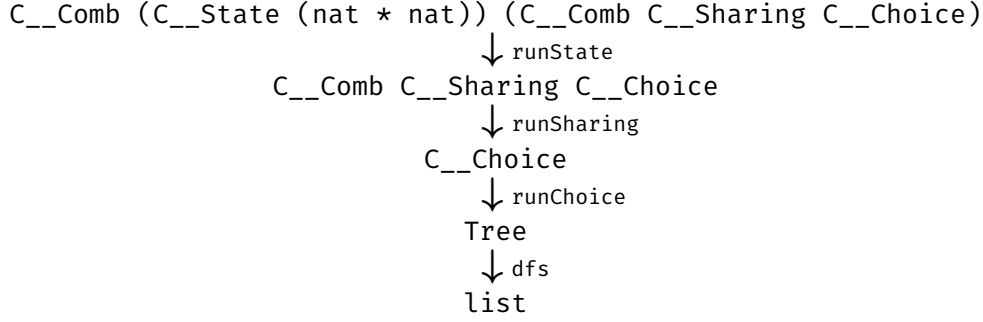 C__Comb (C__State (nat * nat)) (C__Comb C__Sharing C__Choice)
runState
C__Comb C__Sharing C__Choice
runSharing
C__Choice
runChoice
Tree
dfs
list